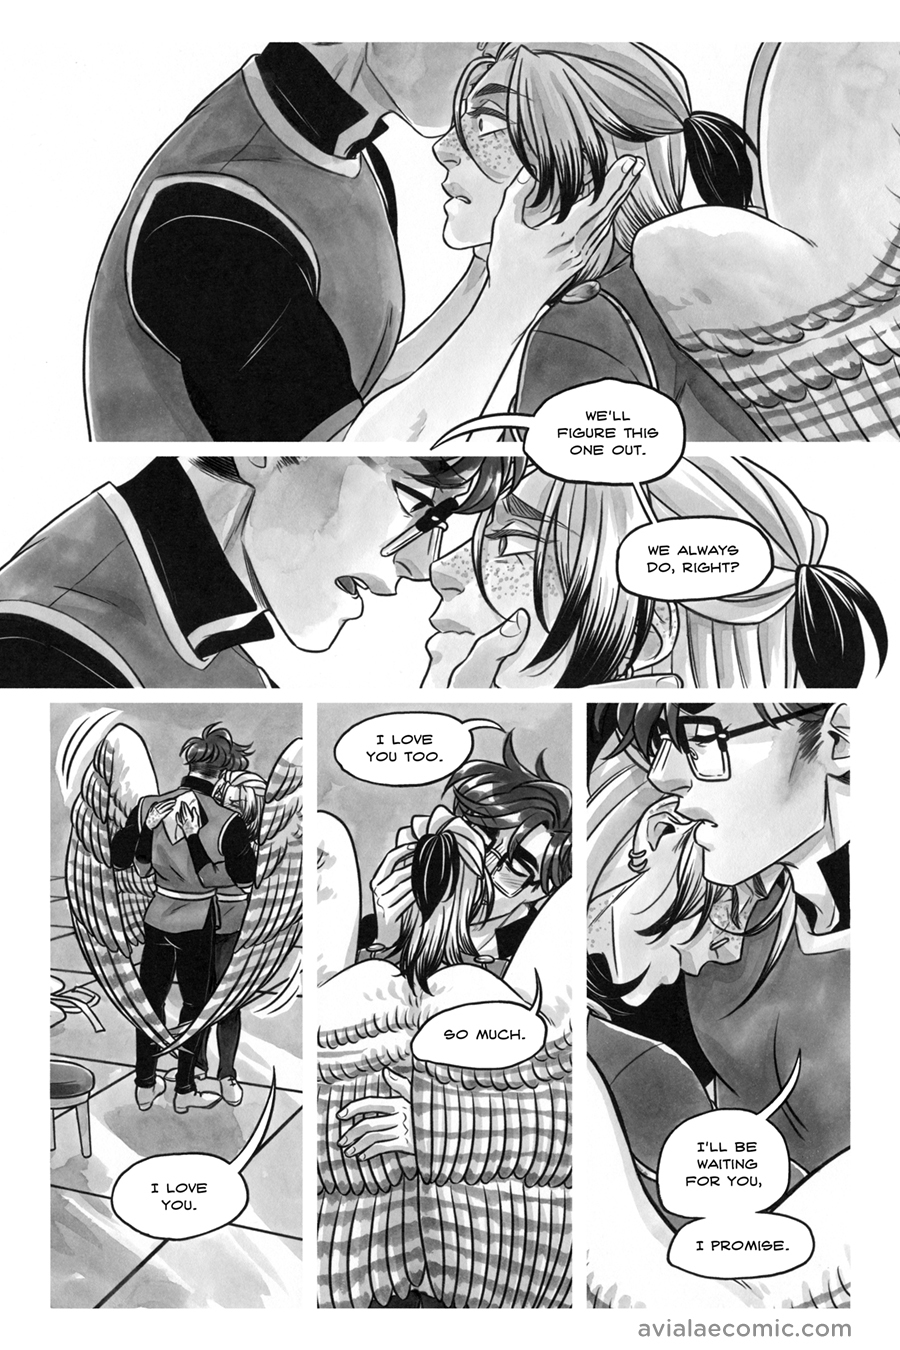 WE'LL
FIGURE THIS
ONE OUT.
WE ALWAYS
DO, RIGHT?
I LOVE
YOU.
I LOVE
YOU TOO.
SO MUCH.
I'LL BE
WAITING
FOR YOU,
I PROMISE.
avialaecomic.com